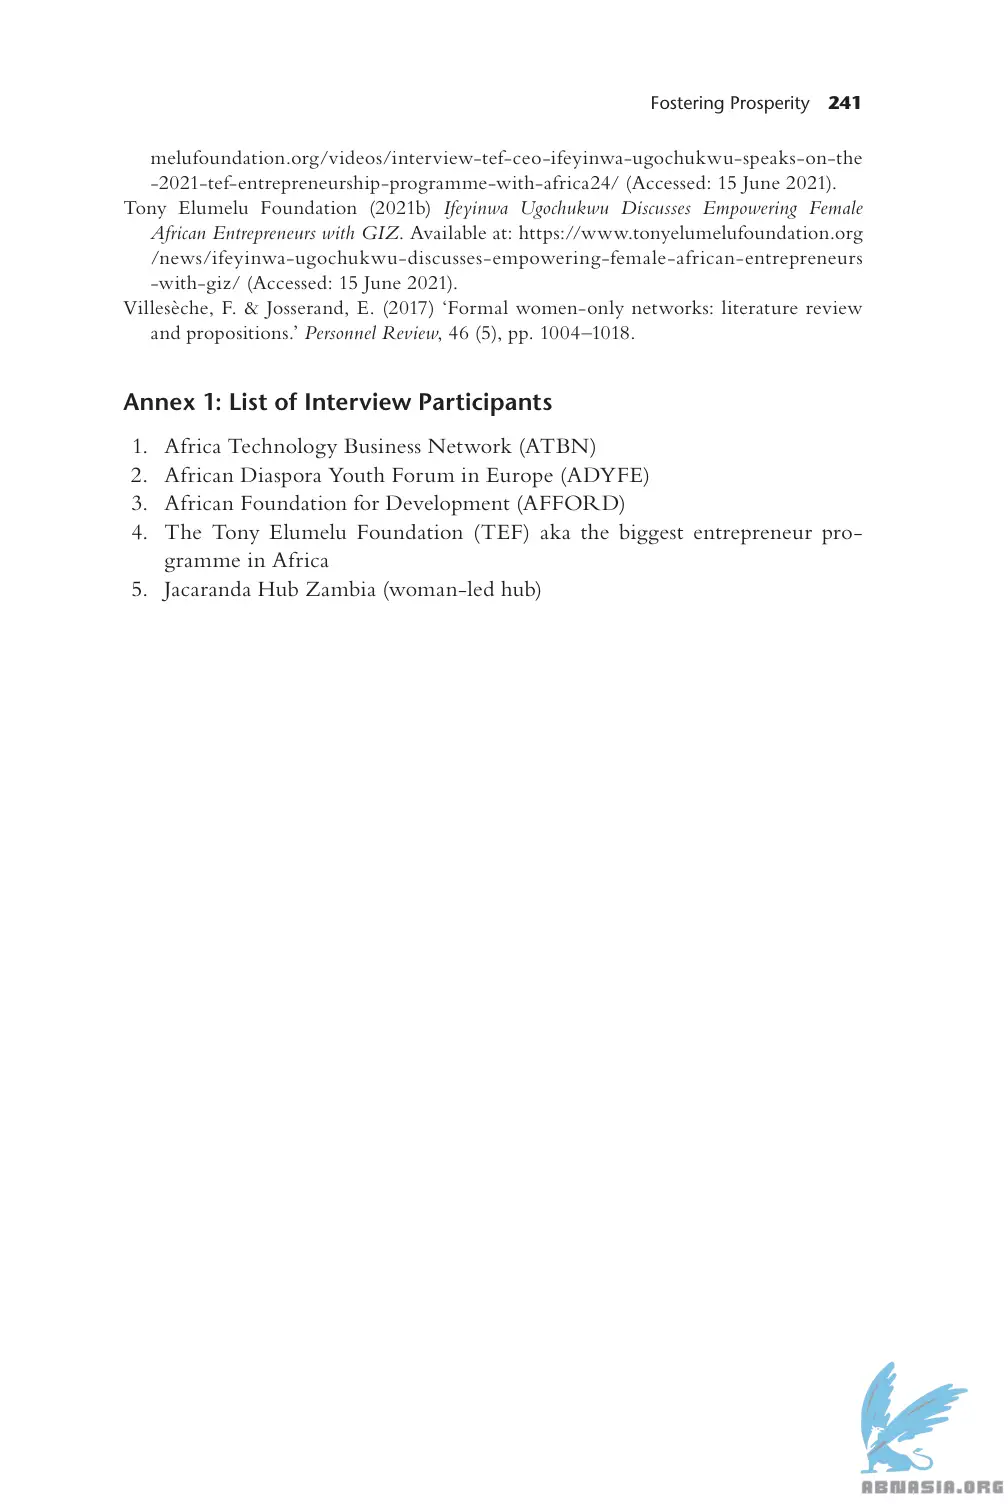 Fostering Prosperity 241
melufoundation.org/videos/interview-tef-ceo-ifeyinwa-ugochukwu-speaks-on-the
-2021-tef-entrepreneurship-programme-with-africa24/ (Accessed: 15 June 2021).
Tony Elumelu Foundation (2021b) Ifeyinwa Ugochukwu Discusses Empowering Female
African Entrepreneurs with GIZ. Available at: https://www.tonyelumelufoundation.org
/news/ifeyinwa-ugochukwu-discusses-empowering-female-african-entrepreneurs
-with-giz/ (Accessed: 15 June 2021).
Villesèche, F. & Josserand, E. (2017) ‘Formal women-only networks: literature review
and propositions.’ Personnel Review, 46 (5), pp. 1004–1018.
Annex 1: List of Interview Participants
1. Africa Technology Business Network (ATBN)
2. African Diaspora Youth Forum in Europe (ADYFE)
3. African Foundation for Development (AFFORD)
4. The Tony Elumelu Foundation (TEF) aka the biggest entrepreneur pro-
gramme in Africa
5. Jacaranda Hub Zambia (woman-led hub)
ABNASIA.ORG